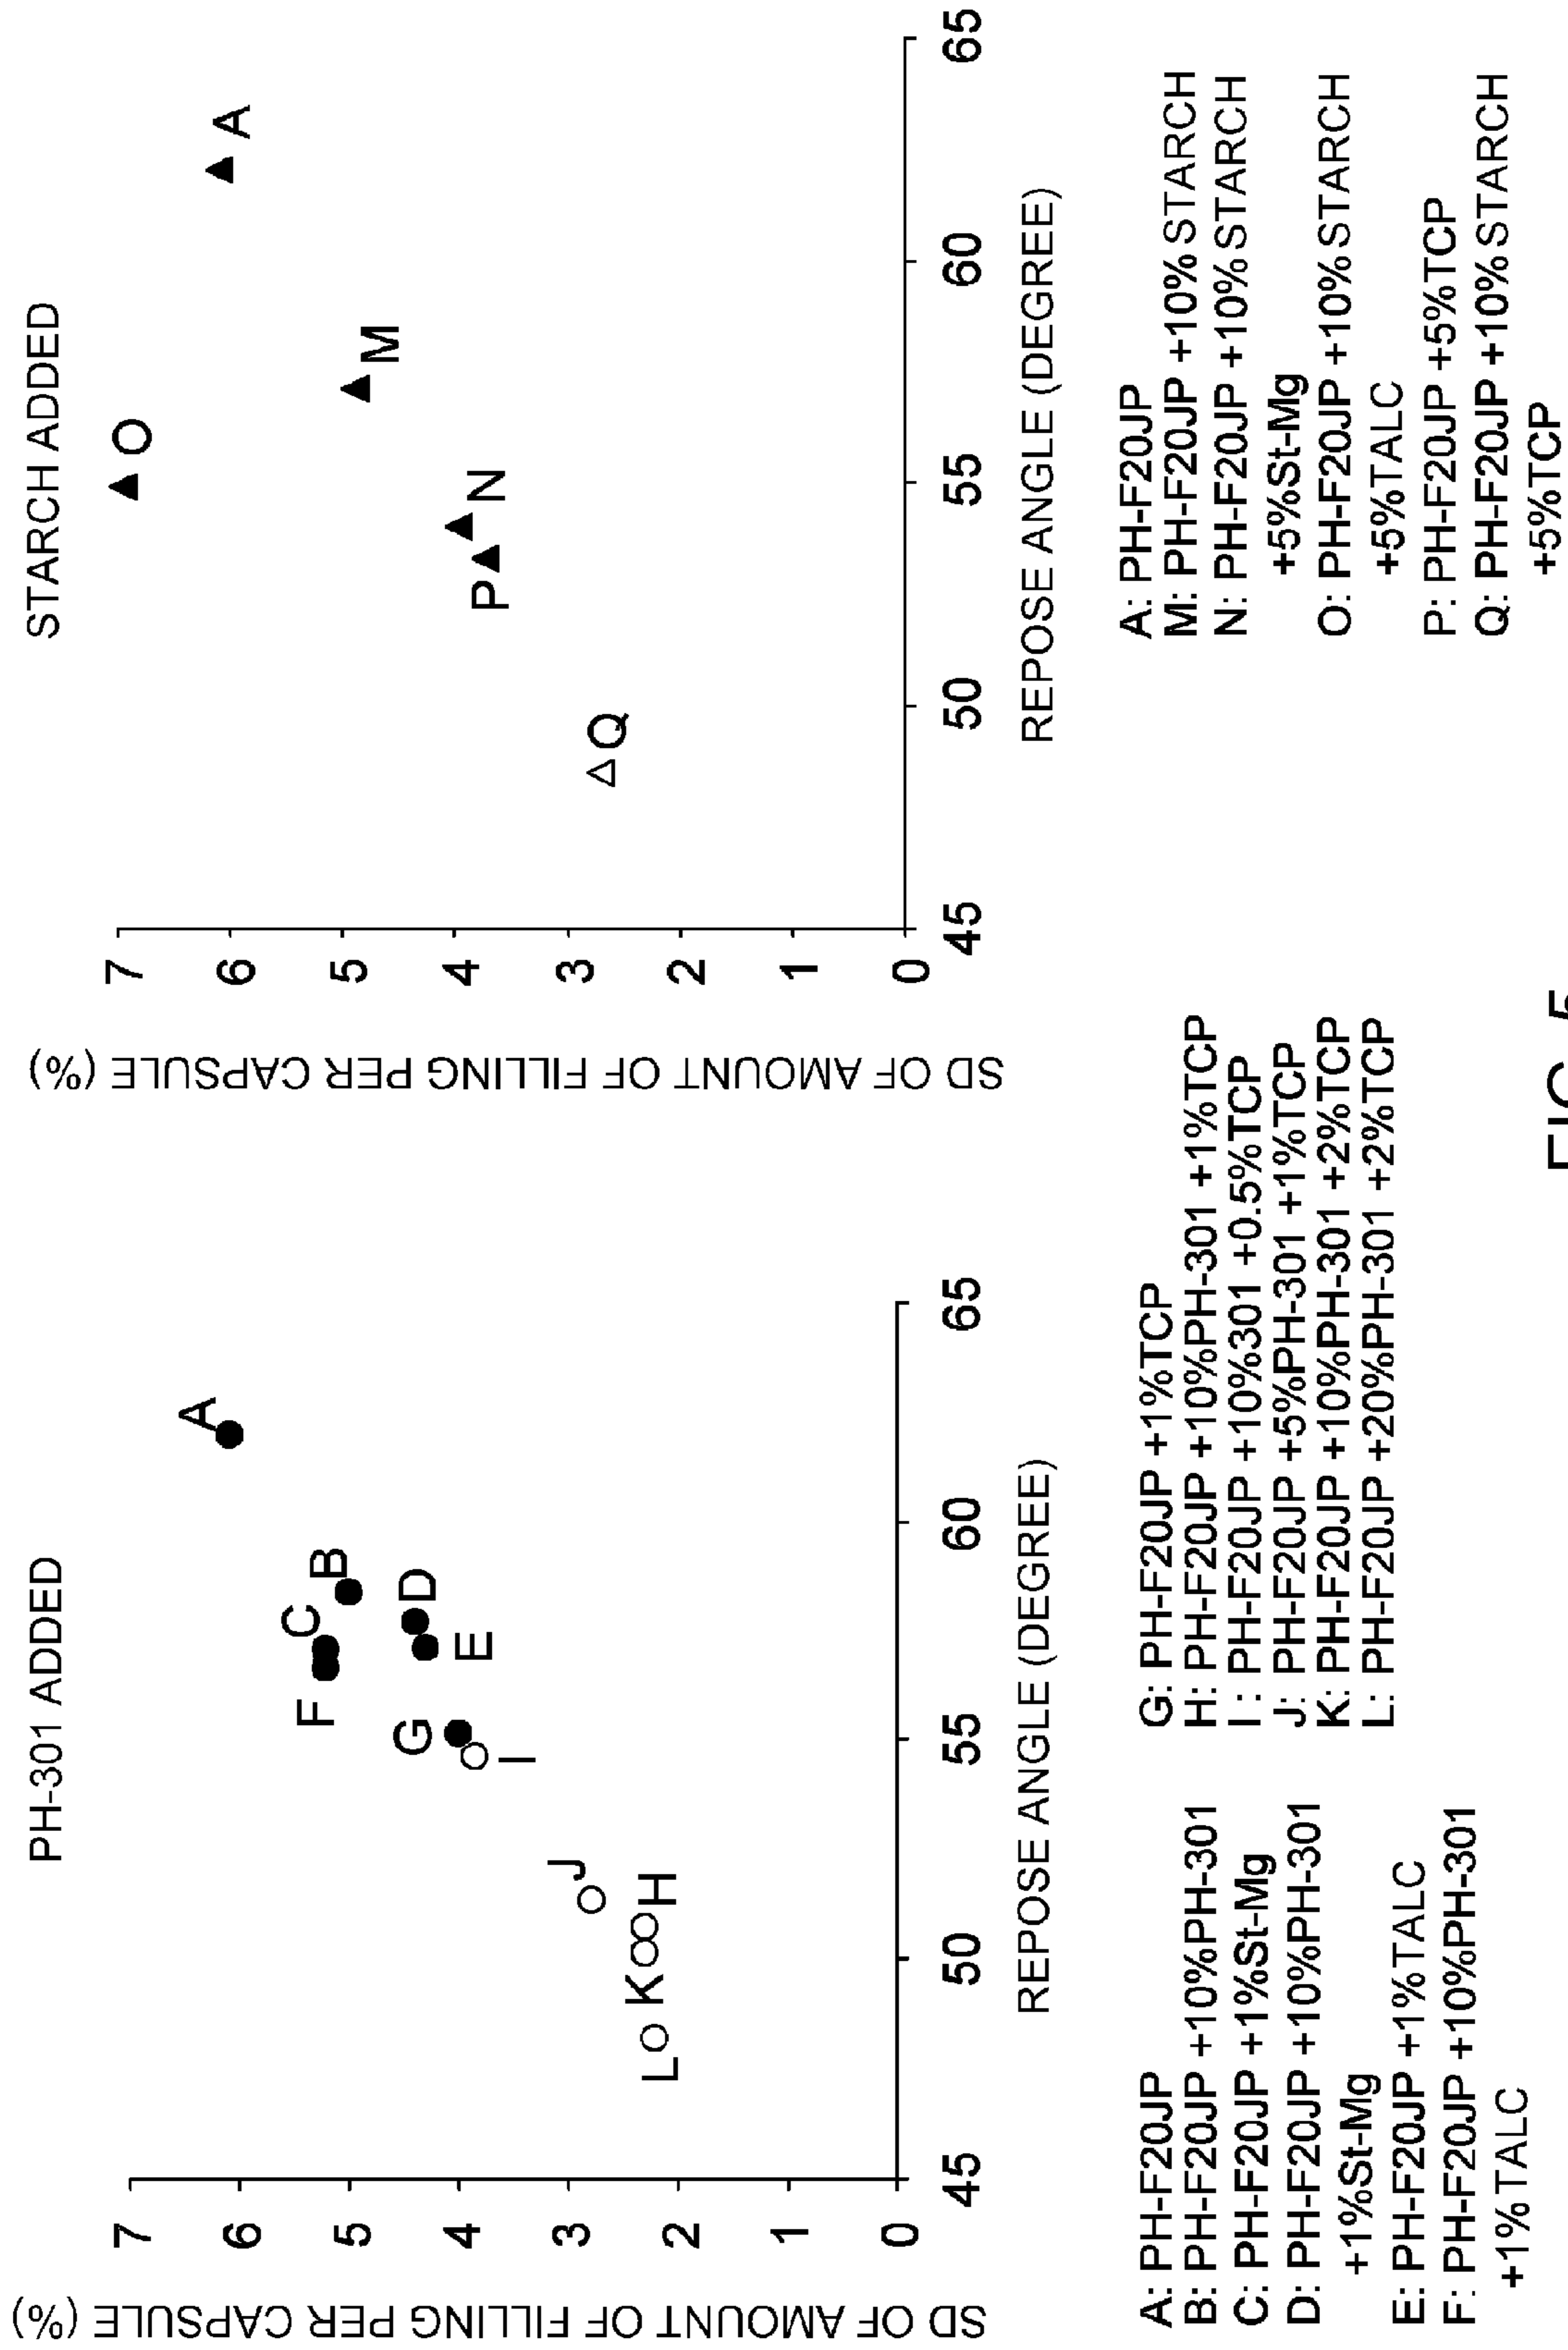 PH-301 ADDED
SD OF AMOUNT OF FILLING PER CAPSULE (%)
7
6
5
4
3
2
1
0
45
50
55
60
65
A
B
C
D
E
F
G
I
J
H
K
L
REPOSE ANGLE (DEGREE)
A: PH-F20JP
B: PH-F20JP +10%PH-301
C: PH-F20JP +1%St-Mg
D: PH-F20JP +10%PH-301
+1%St-Mg
E: PH-F20JP +1%TALC
F: PH-F20JP +10%PH-301
+1%TALC
G: PH-F20JP +1%TCP
H: PH-F20JP +10%PH-301 +1%TCP
I: PH-F20JP +10%301 +0.5%TCP
J: PH-F20JP +5%PH-301 +1%TCP
K: PH-F20JP +10%PH-301 +2%TCP
L: PH-F20JP +20%PH-301 +2%TCP
STARCH ADDED
SD OF AMOUNT OF FILLING PER CAPSULE (%)
7
6
5
4
3
2
1
0
45
50
55
60
65
O
A
M
N
P
Q
REPOSE ANGLE (DEGREE)
A: PH-F20JP
M: PH-F20JP +10%STARCH
N: PH-F20JP +10%STARCH
+5%St-Mg
O: PH-F20JP +10%STARCH
+5%TALC
P: PH-F20JP +5%TCP
Q: PH-F20JP +10%STARCH
+5%TCP
FIG. 5